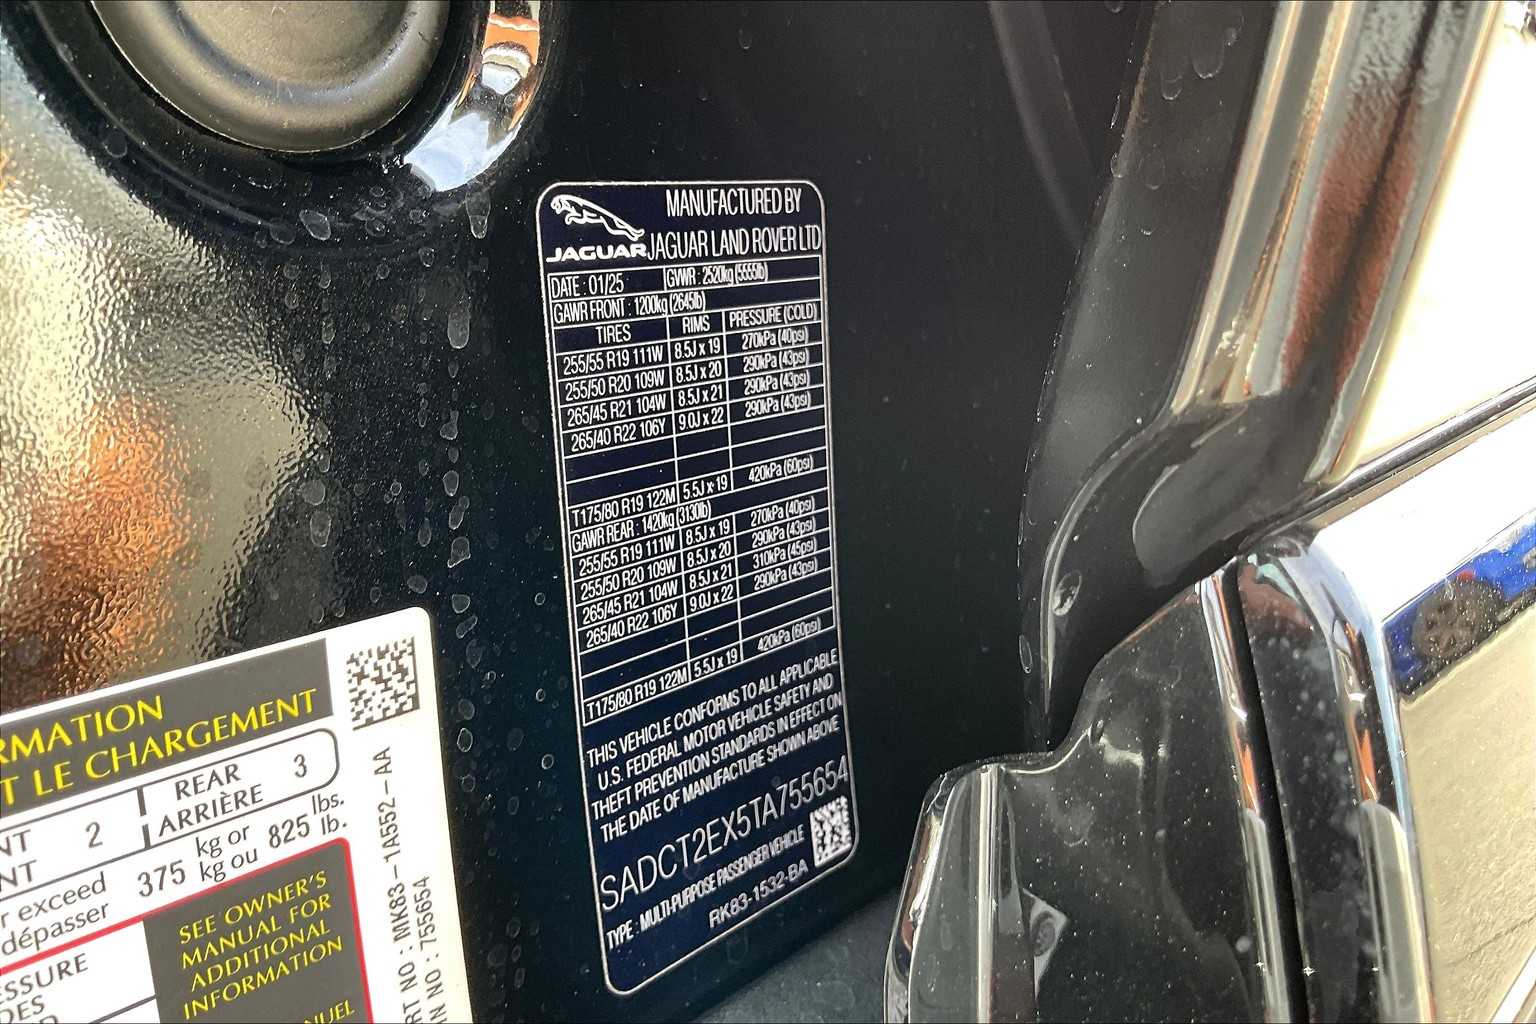 JAGUAR
MANUFACTURED BY
JAGUAR LAND ROVER LTD
DATE : 01/25 GVWR : 2520kg (5555lb)
GAWR FRONT : 1200kg (2645lb)
TIRES RIMS PRESSURE (COLD)
255/55 R19 111W 8.5J x 19 270kPa (40psi)
255/50 R20 109W 8.5J x 20 290kPa (43psi)
265/45 R21 104W 8.5J x 21 290kPa (43psi)
265/40 R22 106Y 9.0J x 22 290kPa (43psi)
T175/80 R19 122M 5.5J x 19 420kPa (60psi)
GAWR REAR : 1420kg (3130lb)
255/55 R19 111W 8.5J x 19 270kPa (40psi)
255/50 R20 109W 8.5J x 20 290kPa (43psi)
265/45 R21 104W 8.5J x 21 310kPa (45psi)
265/40 R22 106Y 9.0J x 22 290kPa (43psi)
T175/80 R19 122M 5.5J x 19 420kPa (60psi)
THIS VEHICLE CONFORMS TO ALL APPLICABLE
U.S. FEDERAL MOTOR VEHICLE SAFETY AND
THEFT PREVENTION STANDARDS IN EFFECT ON
THE DATE OF MANUFACTURE SHOWN ABOVE
SADCT2EX5TA755654
TYPE : MULTI-PURPOSE PASSENGER VEHICLE
RK83-1532-BA
RMATION
T LE CHARGEMENT
NT 2 REAR 3
NT ARRIÈRE
r exceed 375 kg or 825 lbs.
dépasser kg ou lb.
ESSURE
DES
SEE OWNER'S
MANUAL FOR
ADDITIONAL
INFORMATION
NUEL
RT NO : MK83-1A552-AA
IN NO : 755654